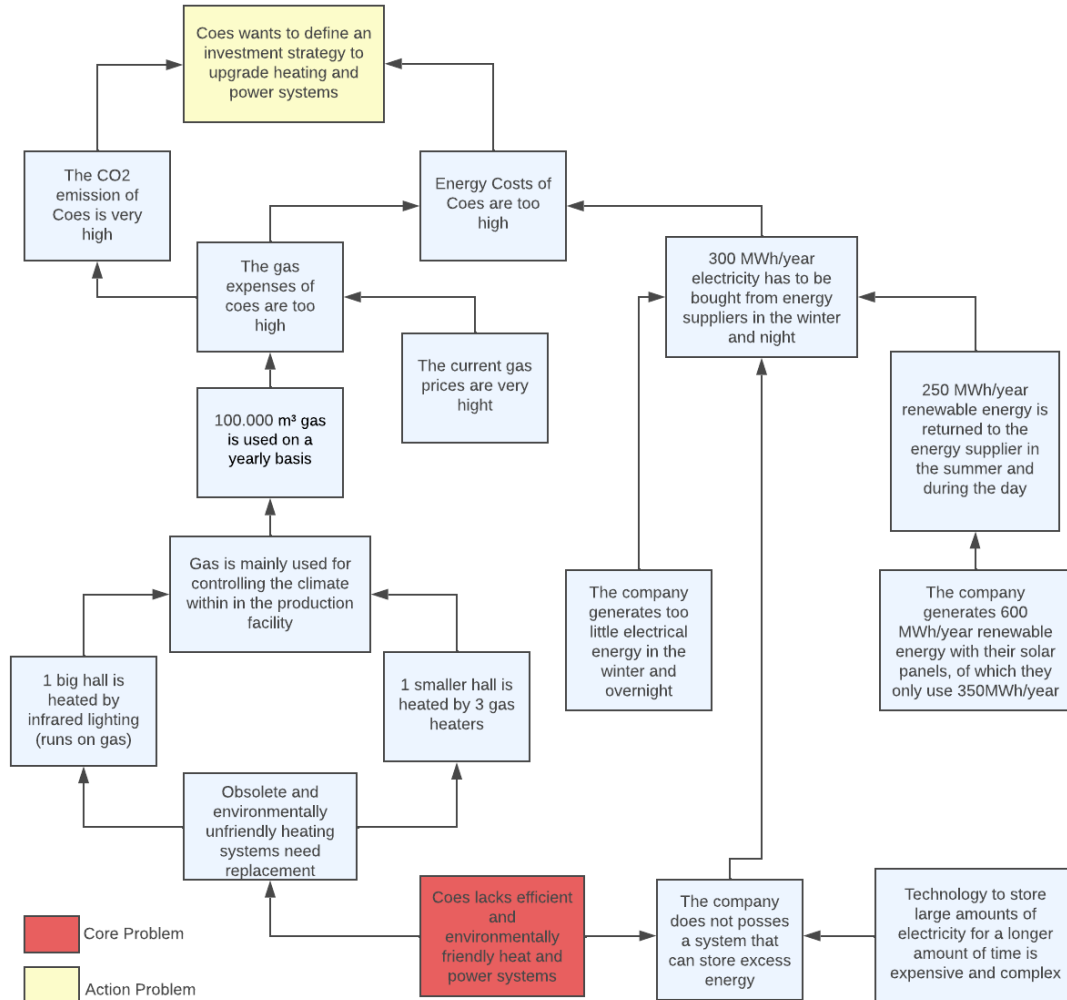 Coes wants to define an
investment strategy to
upgrade heating and
power systems
The CO2
emission of
Coes is very
high
Energy Costs of
Coes are too
high
The gas
expenses of
coes are too
high
300 MWh/year
electricity has to be
bought from energy
suppliers in the winter
and night
The current gas
prices are very
hight
250 MWh/year
renewable energy is
returned to the
energy supplier in
the summer and
during the day
100.000 m³ gas
is used on a
yearly basis
Gas is mainly used for
controlling the climate
within in the production
facility
The company
generates too
little electrical
energy in the
winter and
overnight
The company
generates 600
MWh/year renewable
energy with their solar
panels, of which they
only use 350MWh/year
1 big hall is
heated by
infrared lighting
(runs on gas)
1 smaller hall is
heated by 3 gas
heaters
Obsolete and
environmentally
unfriendly heating
systems need
replacement
Coes lacks efficient
and
environmentally
friendly heat and
power systems
The company
does not posses
a system that
can store excess
energy
Technology to store
large amounts of
electricity for a longer
amount of time is
expensive and complex
Core Problem
Action Problem